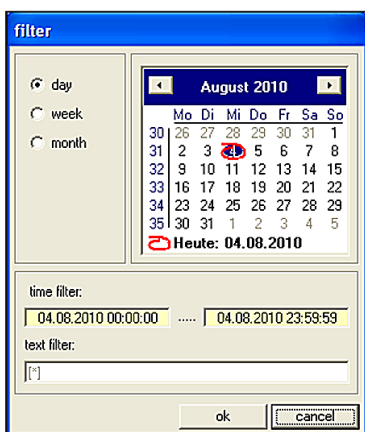 filter
day
week
month
August 2010
Mo Di Mi Do Fr Sa So
30 26 27 28 29 30 31 1
31 2 3 4 5 6 7 8
32 9 10 11 12 13 14 15
33 16 17 18 19 20 21 22
34 23 24 25 26 27 28 29
35 30 31 1 2 3 4 5
Heute: 04.08.2010
time filter:
04.08.2010 00:00:00 ..... 04.08.2010 23:59:59
text filter:
[*]
ok cancel